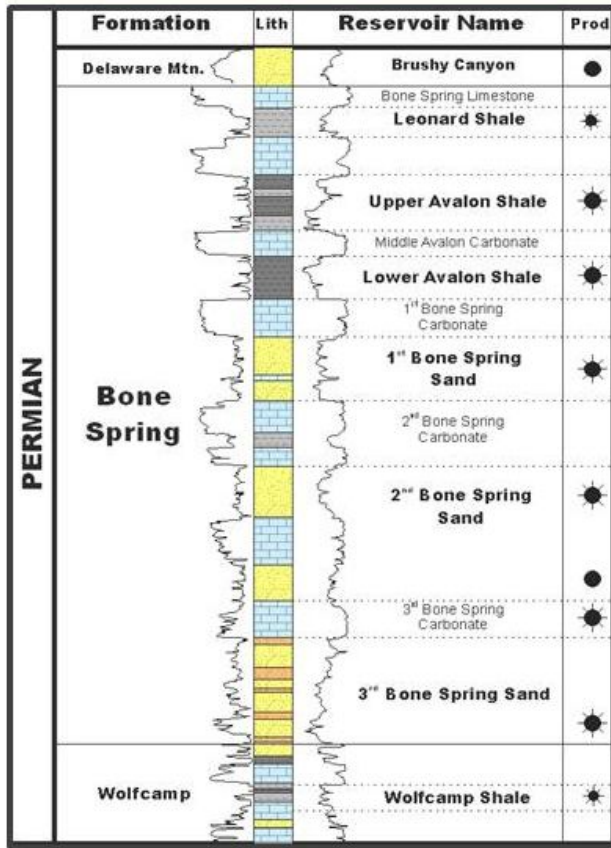 Formation Lith Reservoir Name Prod
Delaware Mtn. Brushy Canyon
Bone Spring Limestone
Leonard Shale
Upper Avalon Shale
Middle Avalon Carbonate
Lower Avalon Shale
1st Bone Spring
Carbonate
1st Bone Spring
Sand
PERMIAN
Bone
Spring
2nd Bone Spring
Carbonate
2nd Bone Spring
Sand
3rd Bone Spring
Carbonate
3rd Bone Spring Sand
Wolfcamp
Wolfcamp Shale